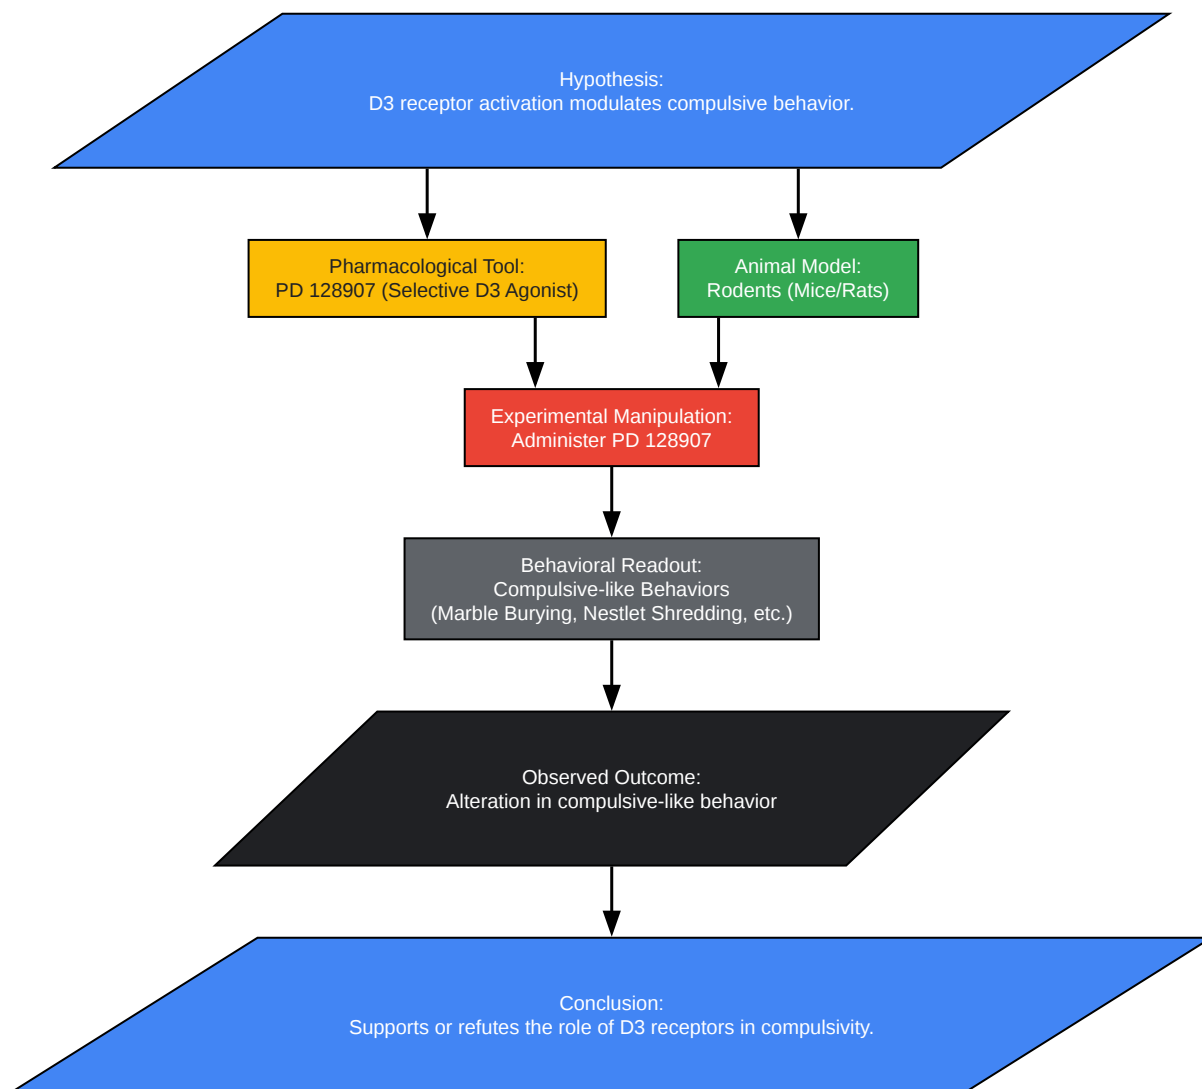 Hypothesis:
D3 receptor activation modulates compulsive behavior.
Pharmacological Tool:
PD 128907 (Selective D3 Agonist)
Animal Model:
Rodents (Mice/Rats)
Experimental Manipulation:
Administer PD 128907
Behavioral Readout:
Compulsive-like Behaviors
(Marble Burying, Nestlet Shredding, etc.)
Observed Outcome:
Alteration in compulsive-like behavior
Conclusion:
Supports or refutes the role of D3 receptors in compulsivity.